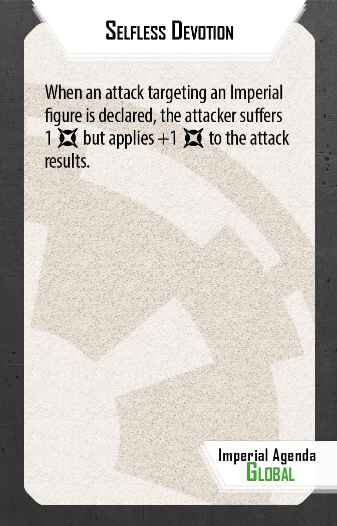 Selfless Devotion
When an attack targeting an Imperial
figure is declared, the attacker suffers
1 but applies +1 to the attack
results.
Imperial Agenda
Global